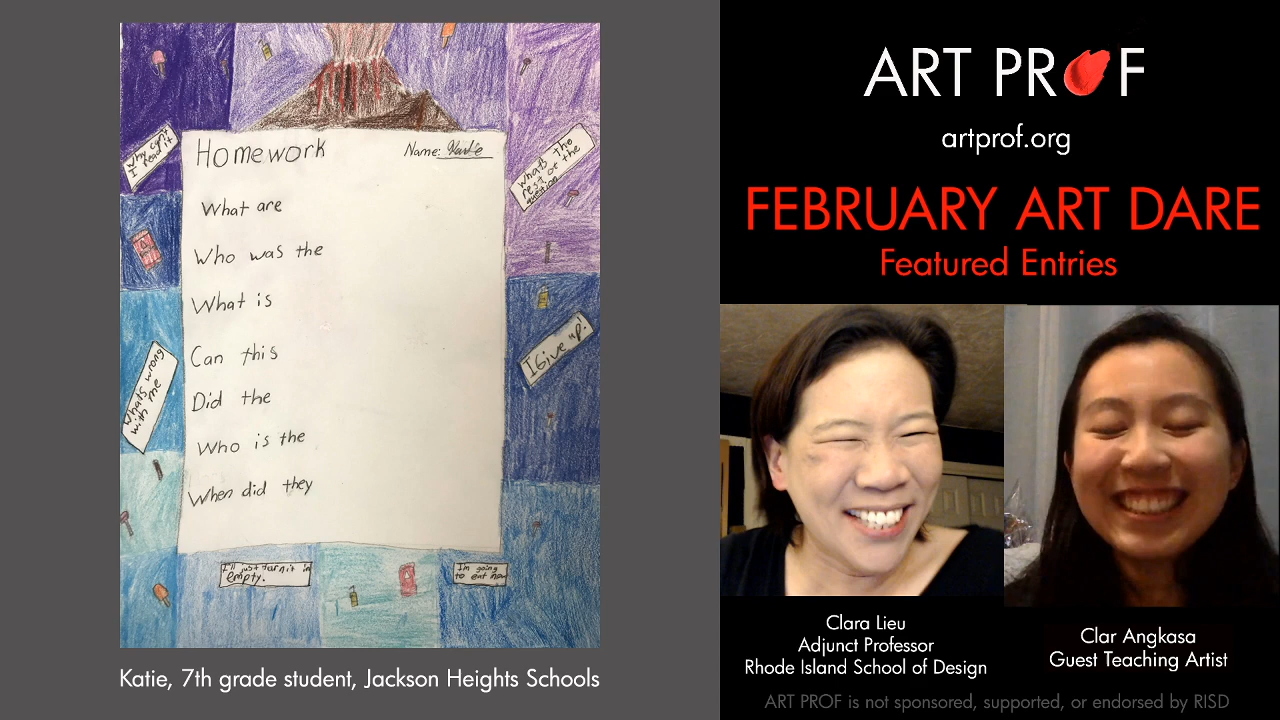 Why can't
I read it
Homework
Name: Katie
What's the
rest of the
question
What are
Who was the
What is
Can this
Did the
Who is the
When did they
What's wrong
with me
I Give up!
I'll just turn it in
empty.
I'm going
to eat now
Katie, 7th grade student, Jackson Heights Schools
ART PROF
artprof.org
FEBRUARY ART DARE
Featured Entries
Clara Lieu
Adjunct Professor
Rhode Island School of Design
Clar Angkasa
Guest Teaching Artist
ART PROF is not sponsored, supported, or endorsed by RISD